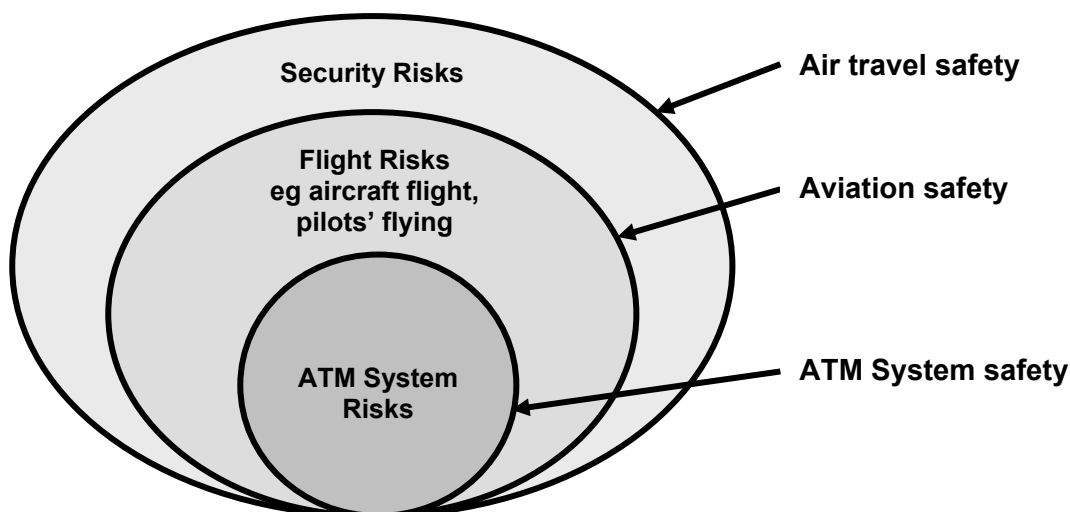 Security Risks
Air travel safety
Flight Risks
eg aircraft flight,
pilots’ flying
Aviation safety
ATM System
Risks
ATM System safety